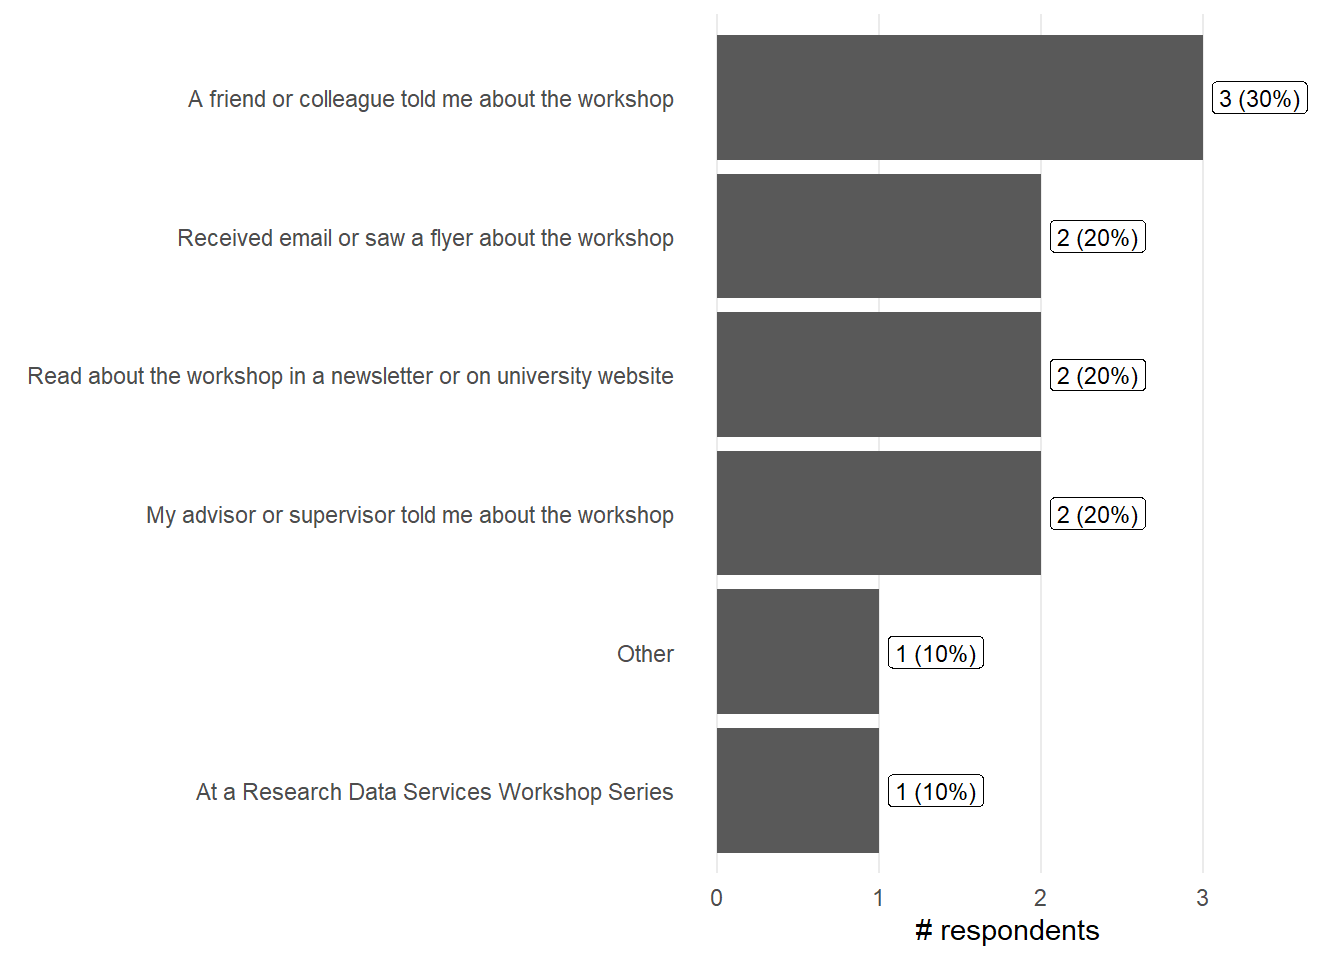 A friend or colleague told me about the workshop
3 (30%)
Received email or saw a flyer about the workshop
2 (20%)
Read about the workshop in a newsletter or on university website
2 (20%)
My advisor or supervisor told me about the workshop
2 (20%)
Other
1 (10%)
At a Research Data Services Workshop Series
1 (10%)
0 1 2 3
# respondents